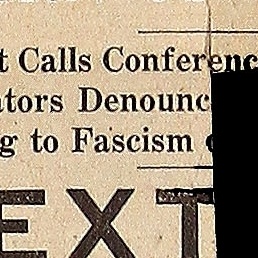 t Calls Conferenc
ators Denounc
g to Fascism
EXT